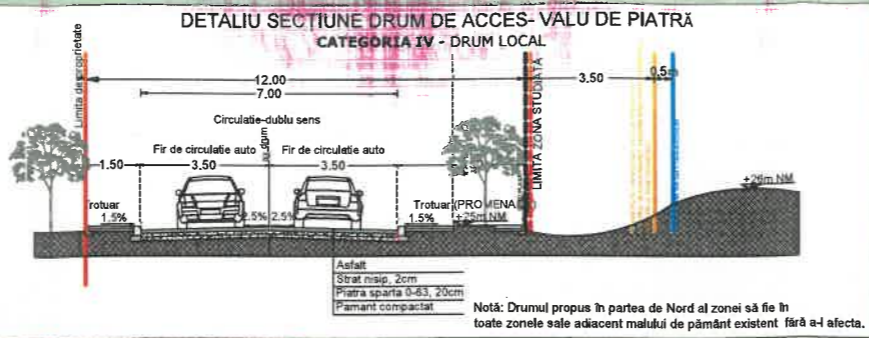 DETALIU SECȚIUNE DRUM DE ACCES- VALU DE PIATRĂ
CATEGORIA IV - DRUM LOCAL
Limita de proprietate
12.00
3.50
0,5m
7.00
Circulatie-dublu sens
LIMITA ZONA STUDIATA
Fir de circulatie auto
ax drum
Fir de circulatie auto
1.50
3.50
3.50
+26m NM
Trotuar
Trotuar (PROMENA
1.5%
2.5%
2.5%
1.5%
+25m NM
Asfalt
Strat nisip, 2cm
Piatra sparta 0-63, 20cm
Pamant compactat
Notă: Drumul propus în partea de Nord al zonei să fie în
toate zonele sale adiacent malului de pământ existent fără a-l afecta.